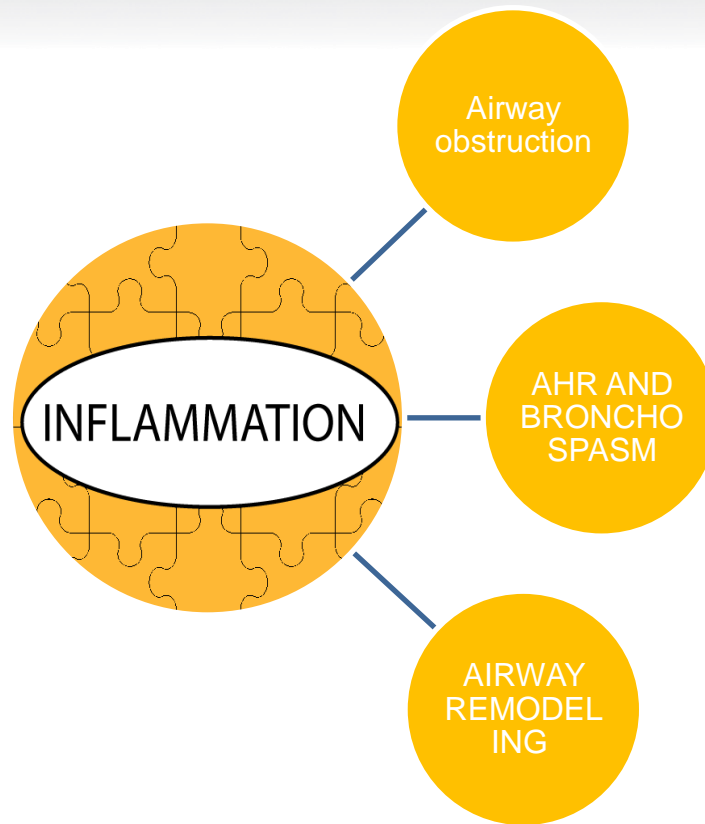 Airway
obstruction
INFLAMMATION
AHR AND
BRONCHO
SPASM
AIRWAY
REMODEL
ING